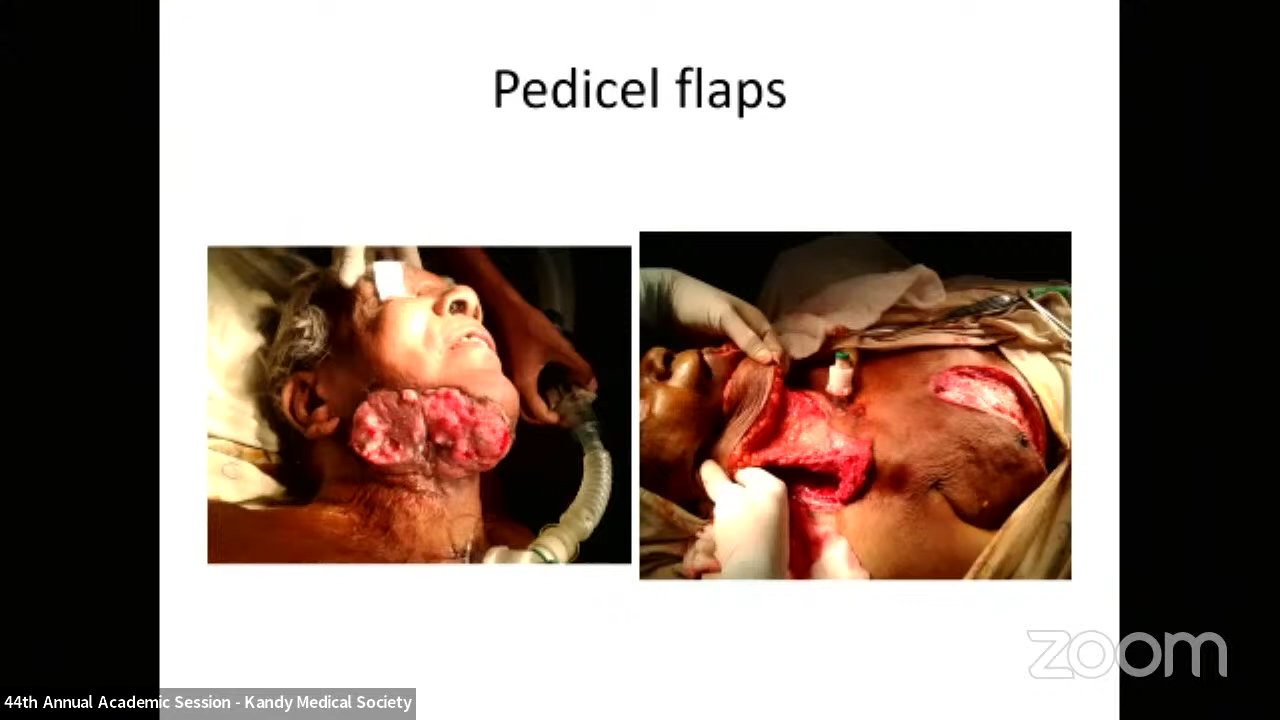 Pedicel flaps
zoom
44th Annual Academic Session - Kandy Medical Society